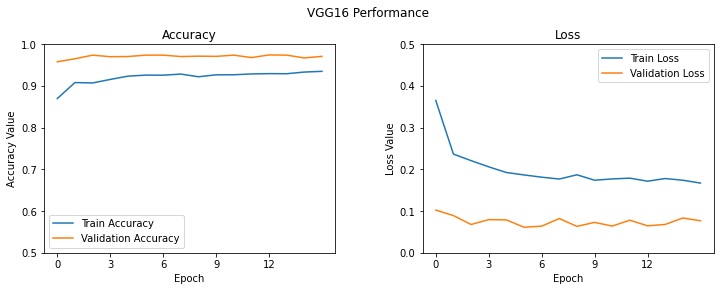 VGG16 Performance
Accuracy
Accuracy Value
1.0
0.9
0.8
0.7
0.6
0.5
Train Accuracy
Validation Accuracy
0 3 6 9 12
Epoch
Loss
Loss Value
0.5
0.4
0.3
0.2
0.1
0.0
Train Loss
Validation Loss
0 3 6 9 12
Epoch